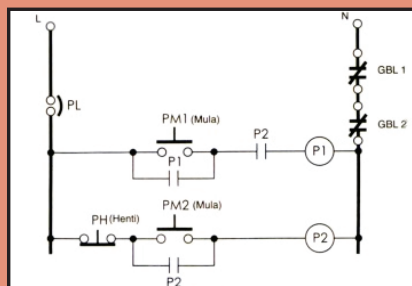 L N
GBL 1
PL
GBL 2
PM1 (Mula)
P2
P1
P1
PM2 (Mula)
PH (Henti)
P2
P2